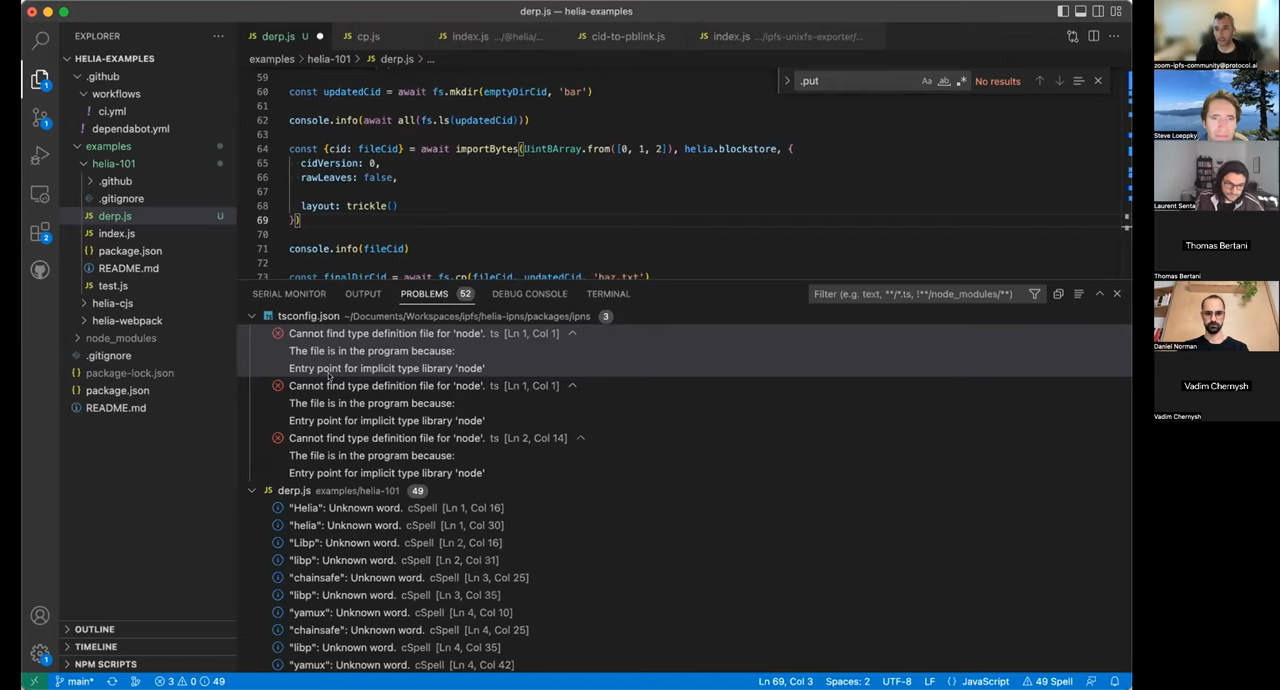 derp.js — helia-examples
EXPLORER
HELIA-EXAMPLES
.github
workflows
ci.yml
dependabot.yml
examples
helia-101
.github
.gitignore
derp.js U
index.js
package.json
README.md
test.js
helia-cjs
helia-webpack
node_modules
.gitignore
package-lock.json
package.json
README.md
OUTLINE
TIMELINE
NPM SCRIPTS
1
2
1
derp.js U
cp.js
index.js .../@helia/...
cid-to-pblink.js
index.js .../ipfs-unixfs-exporter/...
examples > helia-101 > derp.js > ...
.put
Aa ab .* No results
59
60 const updatedCid = await fs.mkdir(emptyDirCid, 'bar')
61
62 console.info(await all(fs.ls(updatedCid)))
63
64 const {cid: fileCid} = await importBytes(Uint8Array.from([0, 1, 2]), helia.blockstore, {
65 cidVersion: 0,
66 rawLeaves: false,
67
68 layout: trickle()
69 })
70
71 console.info(fileCid)
72
73 const finalDirCid = await fs.cp(fileCid, updatedCid, 'baz.txt')
SERIAL MONITOR OUTPUT PROBLEMS 52 DEBUG CONSOLE TERMINAL
Filter (e.g. text, **/*.ts, !**/node_modules/**)
tsconfig.json ~/Documents/Workspaces/ipfs/helia-ipns/packages/ipns 3
Cannot find type definition file for 'node'. ts [Ln 1, Col 1]
The file is in the program because:
Entry point for implicit type library 'node'
Cannot find type definition file for 'node'. ts [Ln 1, Col 1]
The file is in the program because:
Entry point for implicit type library 'node'
Cannot find type definition file for 'node'. ts [Ln 2, Col 14]
The file is in the program because:
Entry point for implicit type library 'node'
derp.js examples/helia-101 49
"Helia": Unknown word. cSpell [Ln 1, Col 16]
"helia": Unknown word. cSpell [Ln 1, Col 30]
"Libp": Unknown word. cSpell [Ln 2, Col 16]
"libp": Unknown word. cSpell [Ln 2, Col 31]
"chainsafe": Unknown word. cSpell [Ln 3, Col 25]
"libp": Unknown word. cSpell [Ln 3, Col 35]
"yamux": Unknown word. cSpell [Ln 4, Col 10]
"chainsafe": Unknown word. cSpell [Ln 4, Col 25]
"libp": Unknown word. cSpell [Ln 4, Col 35]
"yamux": Unknown word. cSpell [Ln 4, Col 42]
main* 3 0 49
Ln 69, Col 3 Spaces: 2 UTF-8 LF {} JavaScript 49 Spell
zoom-ipfs-community@protocol.ai
Steve Loeppky
Laurent Senta
Thomas Bertani
Thomas Bertani
Daniel Norman
Vadim Chernysh
Vadim Chernysh